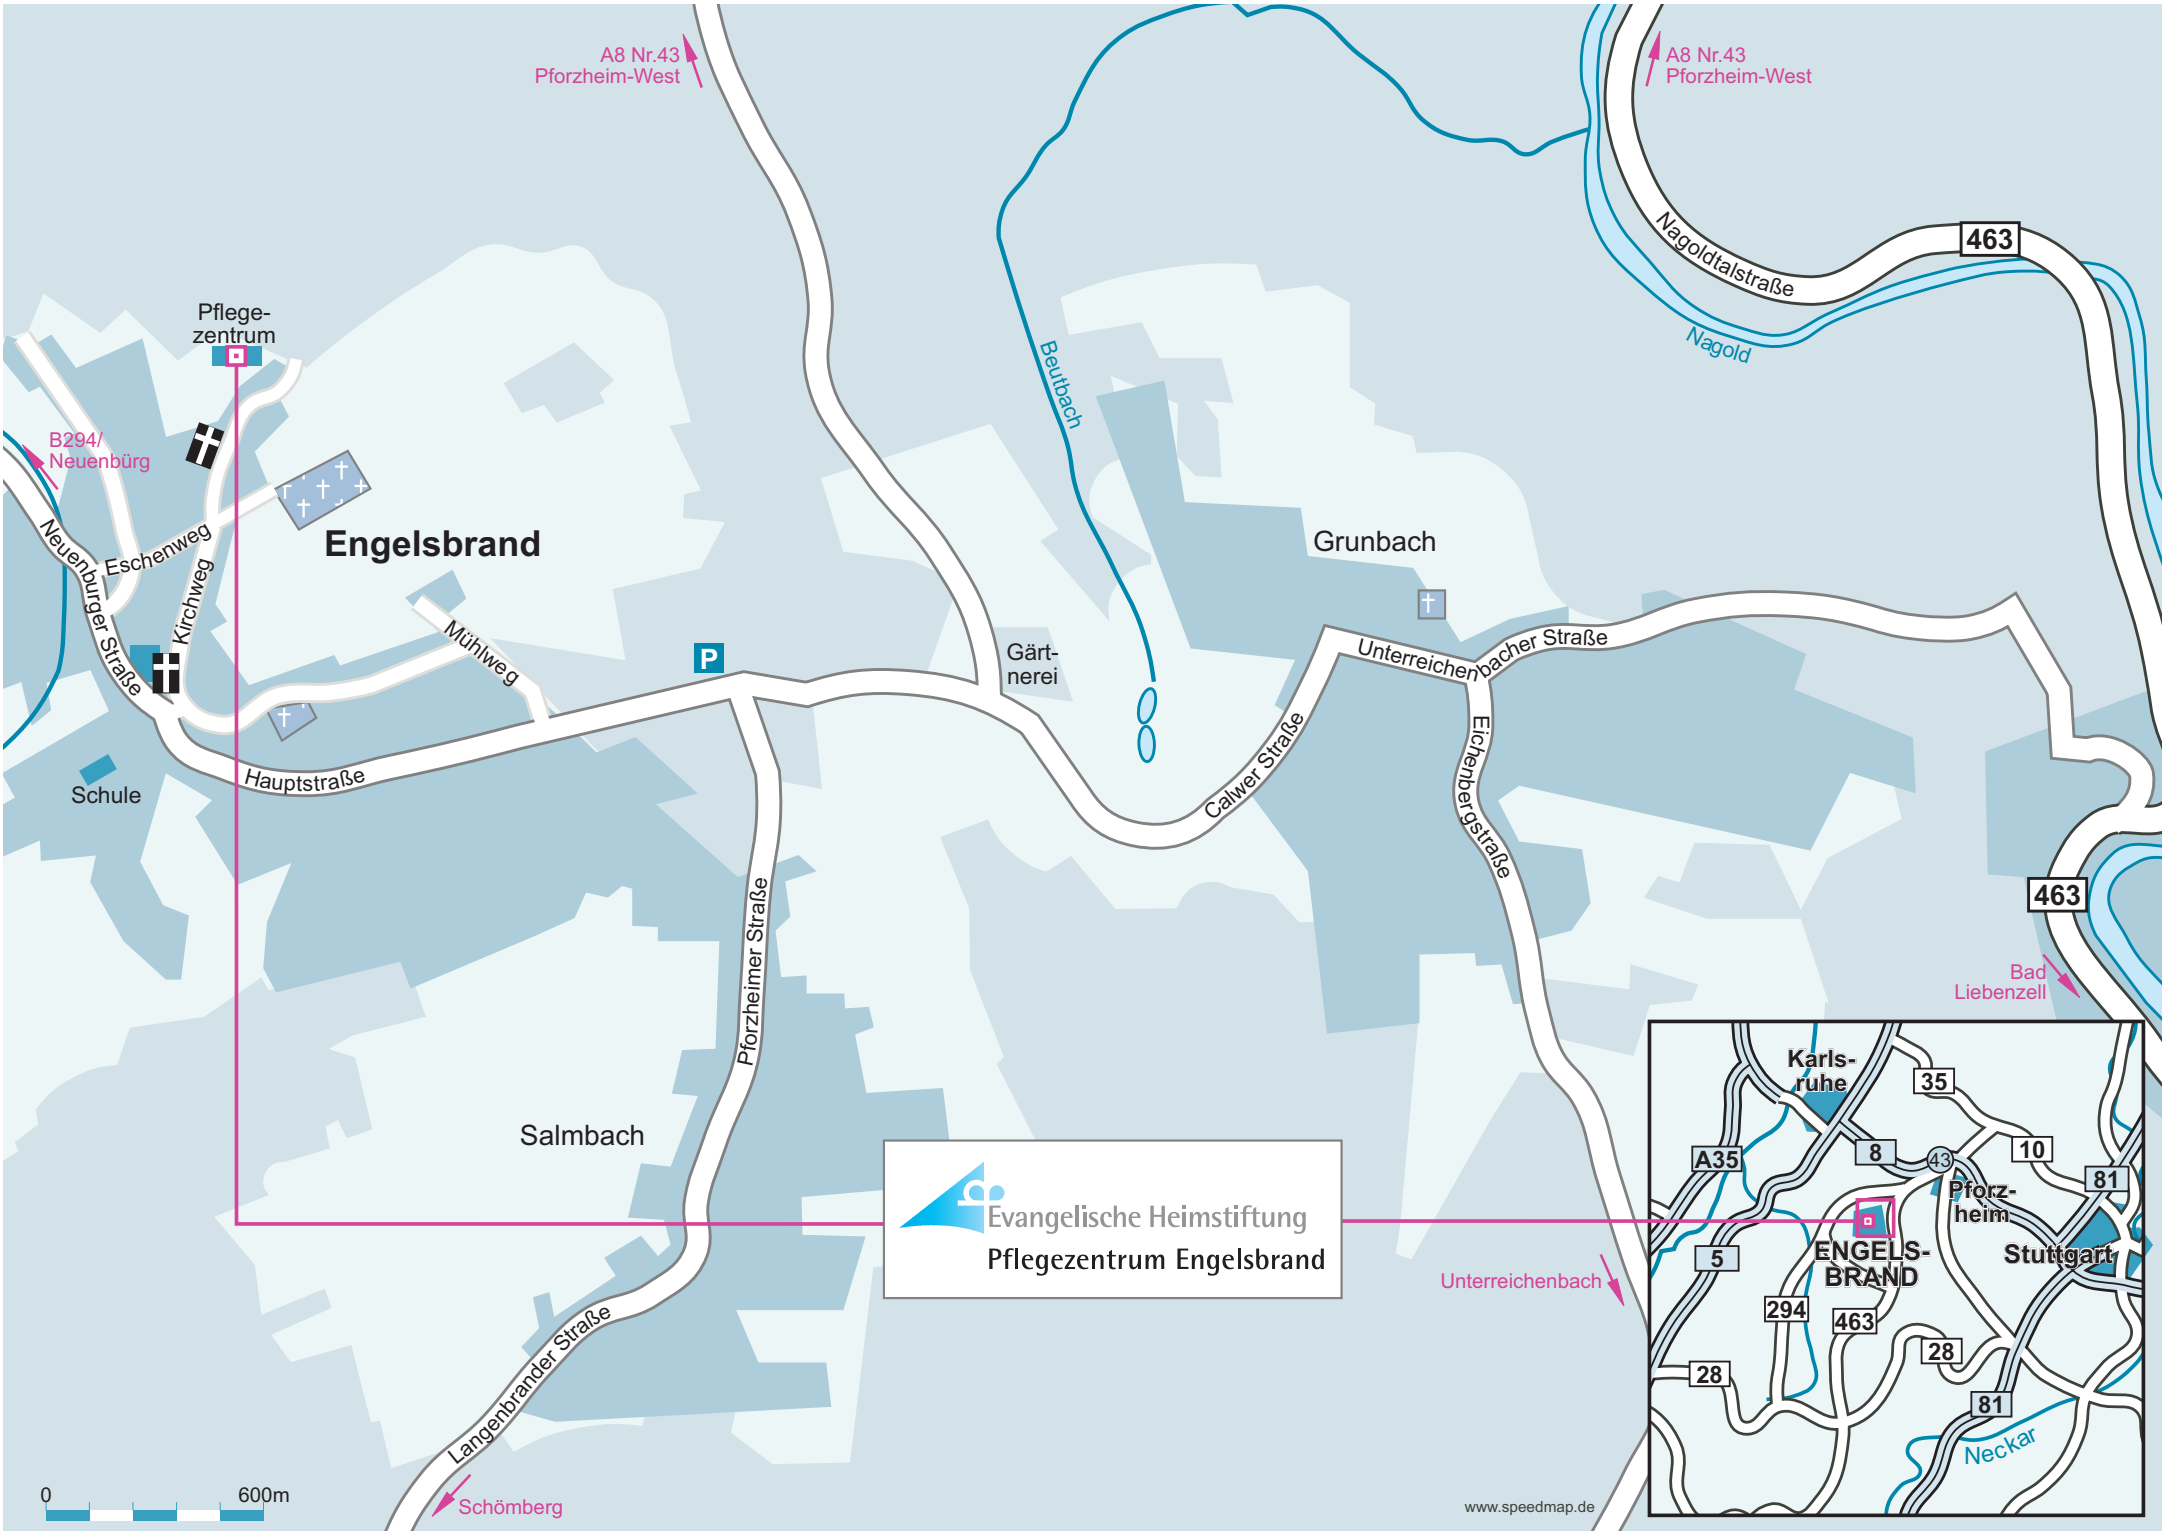 A8 Nr.43
Pforzheim-West
A8 Nr.43
Pforzheim-West
463
Nagoldtalstraße
Nagold
Pflege-
zentrum
Beutbach
B294/
Neuenbürg
Engelsbrand
Grunbach
Eschenweg
Neuenburger Straße
Kirchweg
Mühlweg
P
Gärt-
nerei
Unterreichenbacher Straße
Hauptstraße
Schule
Calwer Straße
Eichenbergstraße
Pforzheimer Straße
463
Bad
Liebenzell
Salmbach
Evangelische Heimstiftung
Pflegezentrum Engelsbrand
Unterreichenbach
Langenbrander Straße
Schömberg
0
600m
www.speedmap.de
Karls-
ruhe
35
A35
8
43
10
81
Pforz-
heim
5
ENGELS-
BRAND
Stuttgart
294
463
28
28
81
Neckar